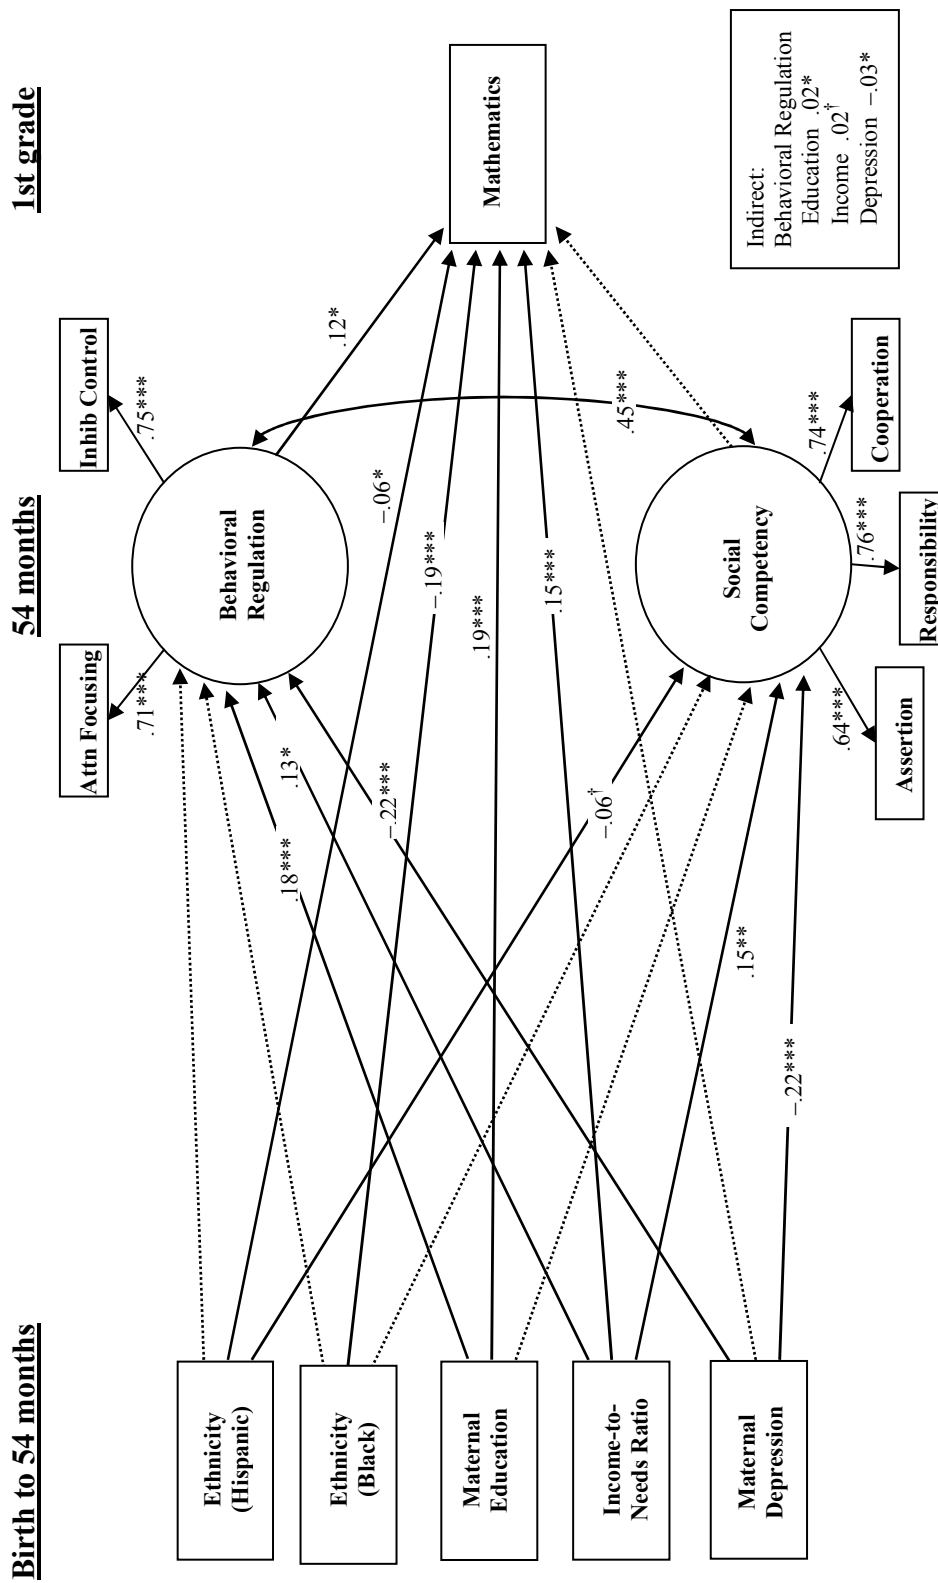 Birth to 54 months
54 months
1st grade
Attn Focusing
Inhib Control
.71***
.75***
Behavioral
Regulation
.12*
Ethnicity
(Hispanic)
Ethnicity
(Black)
Maternal
Education
Income-to-
Needs Ratio
Maternal
Depression
.18***
.13*
–.22***
–.06*
–.19***
.19***
.15***
–.06†
.15**
–.22***
.45***
Mathematics
Social
Competency
.64***
.76***
.74***
Assertion
Responsibility
Cooperation
Indirect:
Behavioral Regulation
Education .02*
Income .02†
Depression –.03*